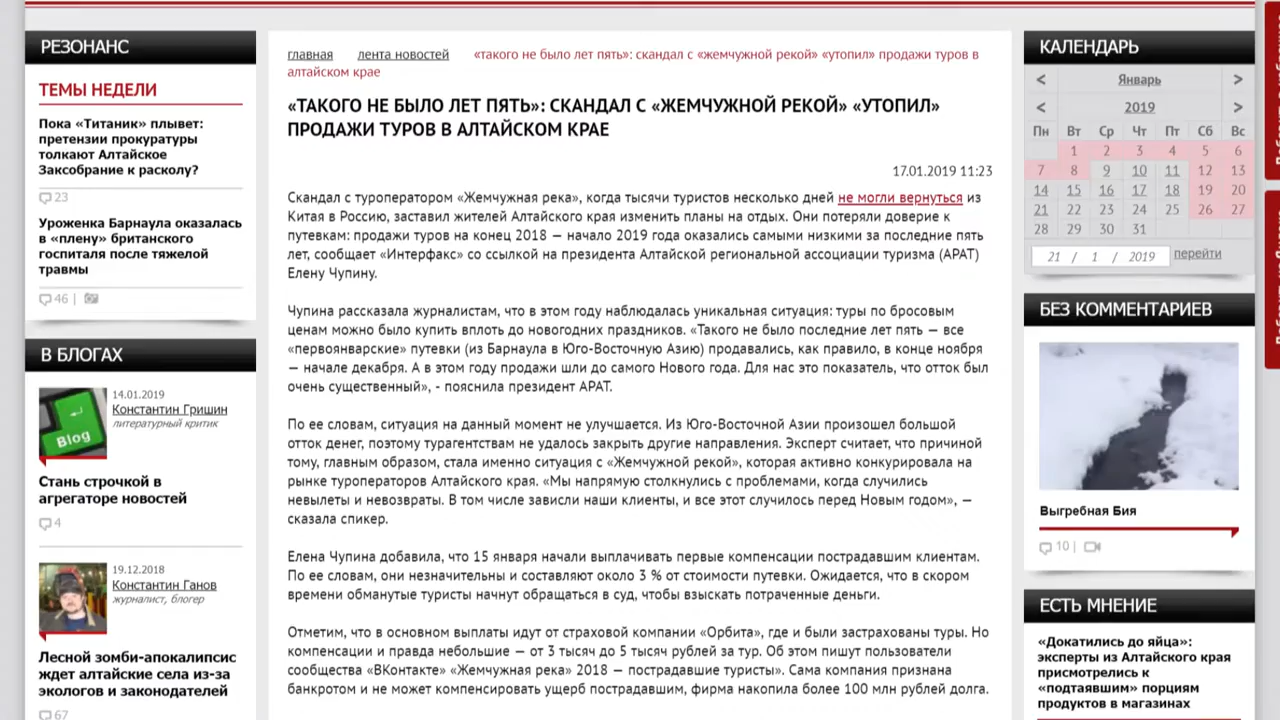 РЕЗОНАНС
ТЕМЫ НЕДЕЛИ
Пока «Титаник» плывет:
претензии прокуратуры
толкают Алтайское
Заксобрание к расколу?
23
Уроженка Барнаула оказалась
в «плену» британского
госпиталя после тяжелой
травмы
46 |
В БЛОГАХ
Blog
14.01.2019
Константин Гришин
литературный критик
Стань строчкой в
агрегаторе новостей
4
19.12.2018
Константин Ганов
журналист, блогер
Лесной зомби-апокалипсис
ждет алтайские села из-за
экологов и законодателей
67
главная лента новостей «такого не было лет пять»: скандал с «жемчужной рекой» «утопил» продажи туров в
алтайском крае
«ТАКОГО НЕ БЫЛО ЛЕТ ПЯТЬ»: СКАНДАЛ С «ЖЕМЧУЖНОЙ РЕКОЙ» «УТОПИЛ»
ПРОДАЖИ ТУРОВ В АЛТАЙСКОМ КРАЕ
17.01.2019 11:23
Скандал с туроператором «Жемчужная река», когда тысячи туристов несколько дней не могли вернуться из
Китая в Россию, заставил жителей Алтайского края изменить планы на отдых. Они потеряли доверие к
путевкам: продажи туров на конец 2018 — начало 2019 года оказались самыми низкими за последние пять
лет, сообщает «Интерфакс» со ссылкой на президента Алтайской региональной ассоциации туризма (АРАТ)
Елену Чупину.
Чупина рассказала журналистам, что в этом году наблюдалась уникальная ситуация: туры по бросовым
ценам можно было купить вплоть до новогодних праздников. «Такого не было последние лет пять — все
«первоянварские» путевки (из Барнаула в Юго-Восточную Азию) продавались, как правило, в конце ноября
— начале декабря. А в этом году продажи шли до самого Нового года. Для нас это показатель, что отток был
очень существенный», - пояснила президент АРАТ.
По ее словам, ситуация на данный момент не улучшается. Из Юго-Восточной Азии произошел большой
отток денег, поэтому турагентствам не удалось закрыть другие направления. Эксперт считает, что причиной
тому, главным образом, стала именно ситуация с «Жемчужной рекой», которая активно конкурировала на
рынке туроператоров Алтайского края. «Мы напрямую столкнулись с проблемами, когда случились
невылеты и невозвраты. В том числе зависли наши клиенты, и все этот случилось перед Новым годом», —
сказала спикер.
Елена Чупина добавила, что 15 января начали выплачивать первые компенсации пострадавшим клиентам.
По ее словам, они незначительны и составляют около 3 % от стоимости путевки. Ожидается, что в скором
времени обманутые туристы начнут обращаться в суд, чтобы взыскать потраченные деньги.
Отметим, что в основном выплаты идут от страховой компании «Орбита», где и были застрахованы туры. Но
компенсации и правда небольшие — от 3 тысяч до 5 тысяч рублей за тур. Об этом пишут пользователи
сообщества «ВКонтакте» «Жемчужная река» 2018 — пострадавшие туристы». Сама компания признана
банкротом и не может компенсировать ущерб пострадавшим, фирма накопила более 100 млн рублей долга.
КАЛЕНДАРЬ
< Январь >
< 2019 >
Пн Вт Ср Чт Пт Сб Вс
1 2 3 4 5 6
7 8 9 10 11 12 13
14 15 16 17 18 19 20
21 22 23 24 25 26 27
28 29 30 31
21 / 1 / 2019 перейти
БЕЗ КОММЕНТАРИЕВ
Выгребная Бия
10 |
ЕСТЬ МНЕНИЕ
«Докатились до яйца»:
эксперты из Алтайского края
присмотрелись к
«подтаявшим» порциям
продуктов в магазинах